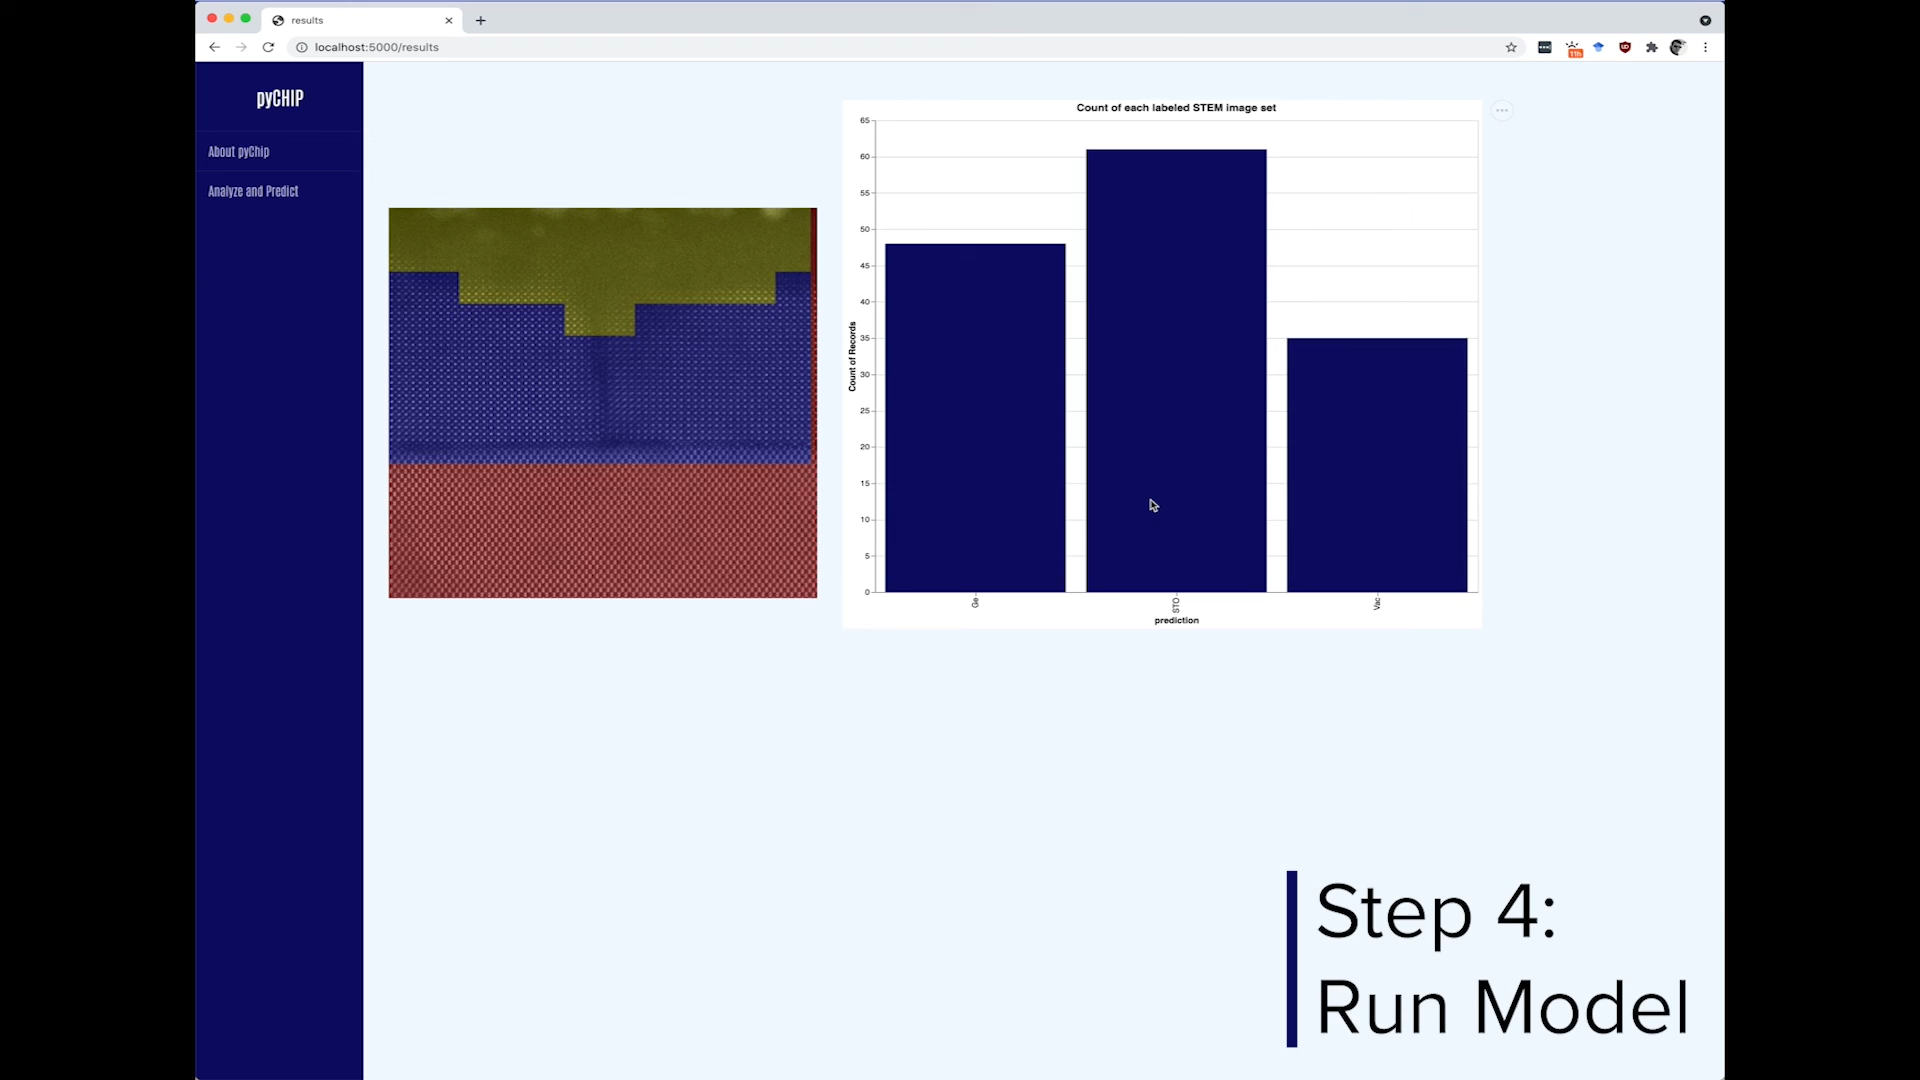 results
localhost:5000/results
11h
pyCHIP
About pyChip
Analyze and Predict
Count of each labeled STEM image set
65
60
55
50
45
40
35
30
25
20
15
10
5
0
Count of Records
Ge
STO
Vac
prediction
Step 4:
Run Model